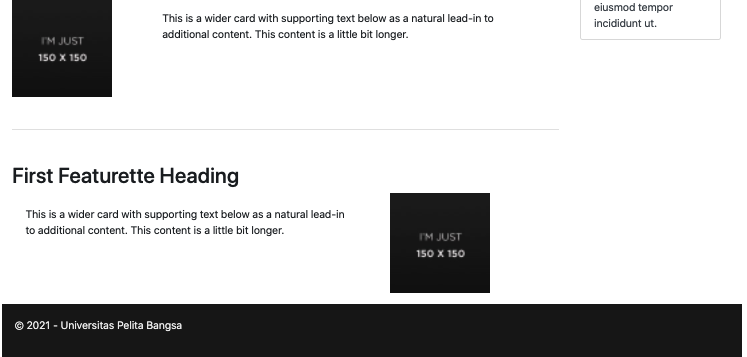 This is a wider card with supporting text below as a natural lead-in to
additional content. This content is a little bit longer.
I'M JUST
150 X 150
eiusmod tempor
incididunt ut.
First Featurette Heading
This is a wider card with supporting text below as a natural lead-in
to additional content. This content is a little bit longer.
I'M JUST
150 X 150
© 2021 - Universitas Pelita Bangsa